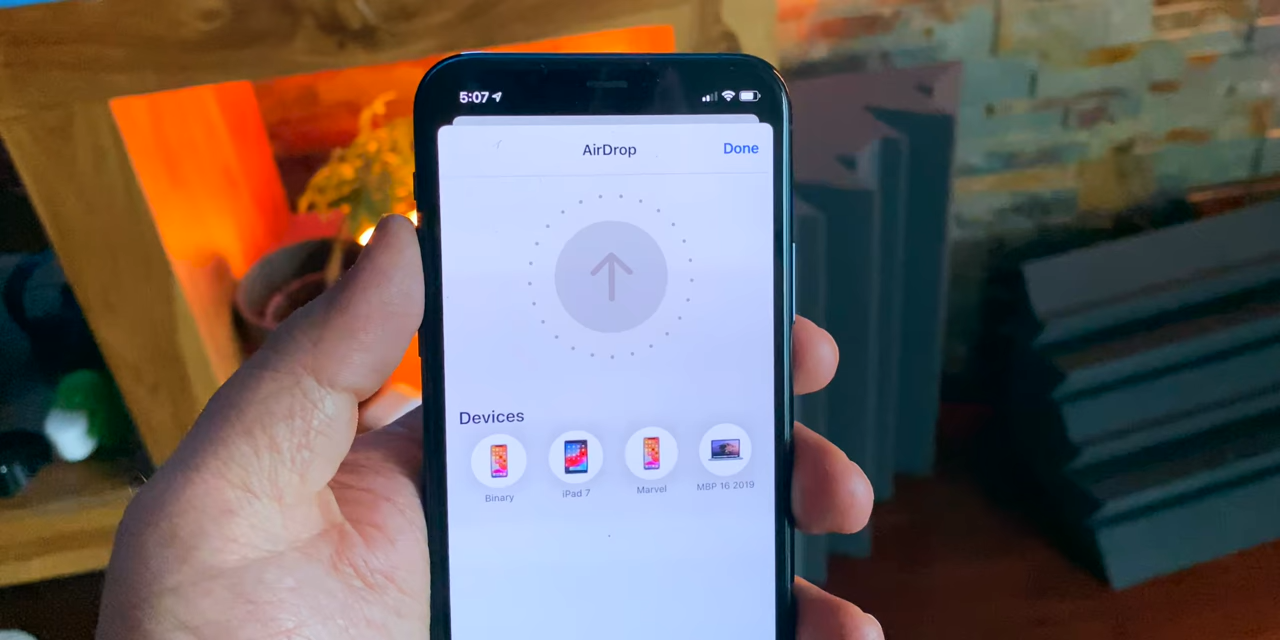 5:07
AirDrop
Done
Devices
Binary
iPad 7
Marvel
MBP 16 2019